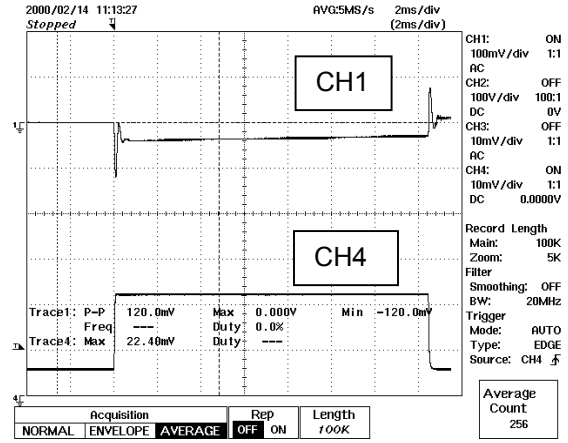 2000/02/14 11:13:27 AVG:5MS/s 2ms/div
Stopped (2ms/div)
CH1: ON
100mV/div 1:1
AC
CH2: OFF
100V/div 100:1
DC 0V
CH3: OFF
10mV/div 1:1
AC
CH4: ON
10mV/div 1:1
DC 0.0000V
Record Length
Main: 100K
Zoom: 5K
Filter
Smoothing: OFF
BW: 20MHz
Trigger
Mode: AUTO
Type: EDGE
Source: CH4
CH1
CH4
Trace1: P-P 120.0mV Max 0.000V Min -120.0mV
Freq --- Duty 0.0%
Trace4: Max 22.40mV Duty ---
Average
Count
256
Acquisition Rep Length
NORMAL ENVELOPE AVERAGE OFF ON 100K